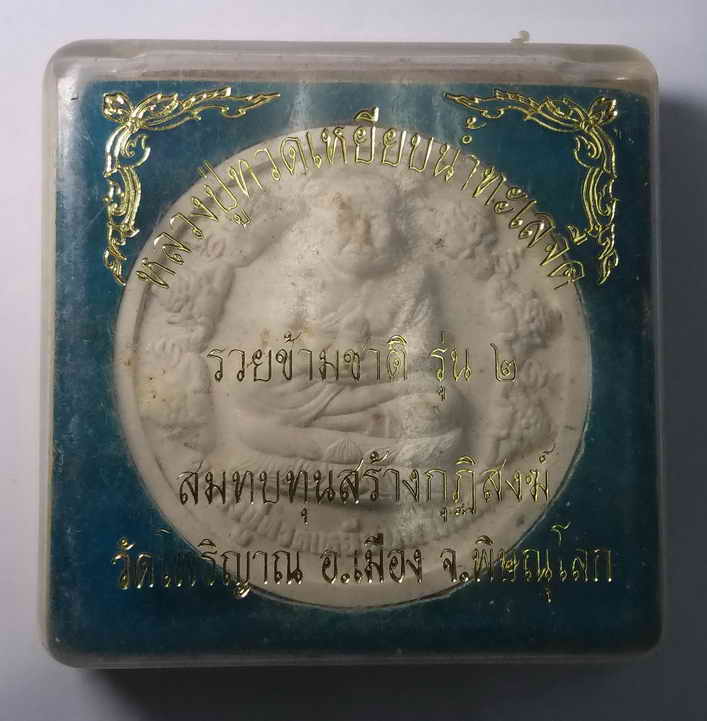 หลวงปู่ทวดเหยียบน้ำทะเลจืด
รวยข้ามชาติ รุ่น ๒
สมทบทุนสร้างกุฏิสงฆ์
วัดโพธิญาณ อ.เมือง จ.พิษณุโลก